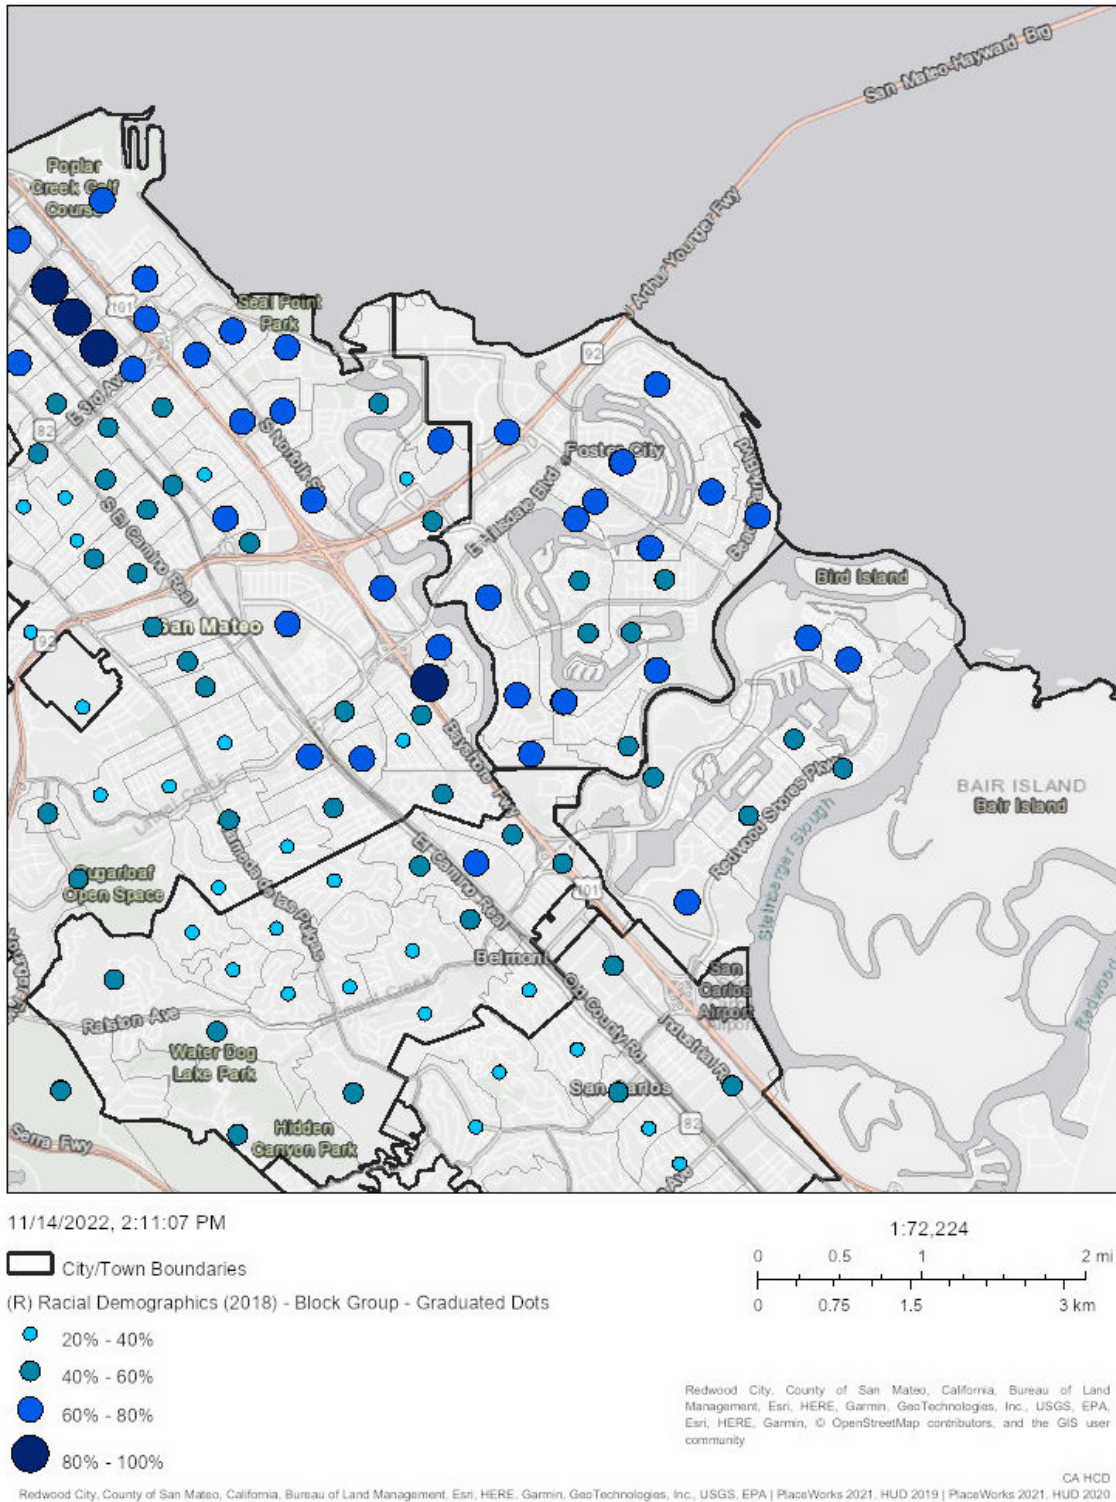 San Mateo-Hayward Brg
Poplar
Creek Golf
Course
Arthur Younger Fwy
101
Seal Point
Park
92
E 3rd Ave
82
S Norfolk St
Foster City
E Hillsdale Blvd
S El Camino Real
Bird Island
San Mateo
92
Bayshore
Pky
BAIR ISLAND
Bair Island
Laurel Creek
Redwood Shores Pkwy
Alameda de las Pulgas
El Camino Real
Steinberger Slough
Sugarloaf
Open Space
101
Belmont
San
Carlos
Airport
Redwood
Old County Rd
Industrial R
Ralston Ave
Creek
Water Dog
Lake Park
San Carlos
82
Hidden
Canyon Park
Serra Fwy
Ave
11/14/2022, 2:11:07 PM
1:72,224
0 0.5 1 2 mi
0 0.75 1.5 3 km
City/Town Boundaries
(R) Racial Demographics (2018) - Block Group - Graduated Dots
20% - 40%
40% - 60%
60% - 80%
80% - 100%
Redwood City, County of San Mateo, California, Bureau of Land
Management, Esri, HERE, Garmin, GeoTechnologies, Inc., USGS, EPA,
Esri, HERE, Garmin, © OpenStreetMap contributors, and the GIS user
community
CA HCD
Redwood City, County of San Mateo, California, Bureau of Land Management, Esri, HERE, Garmin, GeoTechnologies, Inc., USGS, EPA | PlaceWorks 2021, HUD 2019 | PlaceWorks 2021, HUD 2020